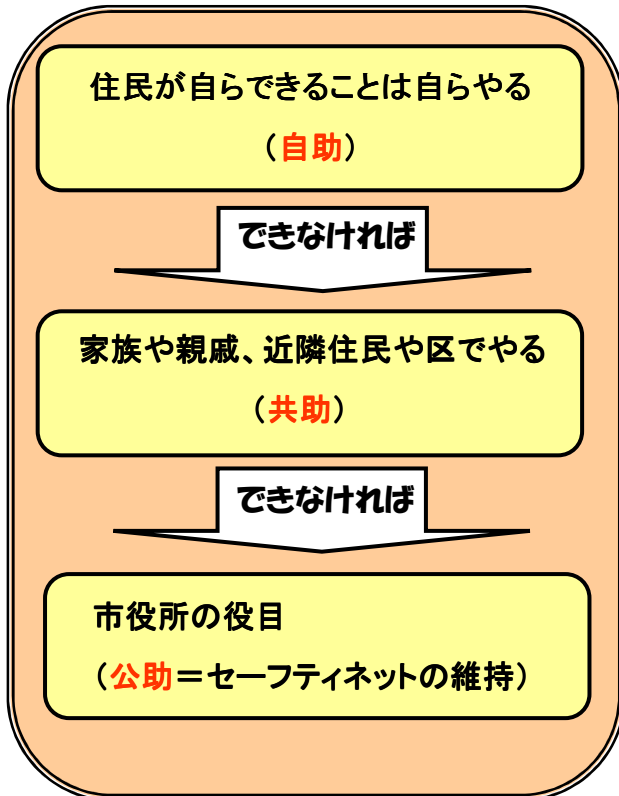 住民が自らできることは自らやる
（自助）
できなければ
家族や親戚、近隣住民や区でやる
（共助）
できなければ
市役所の役目
（公助＝セーフティネットの維持）